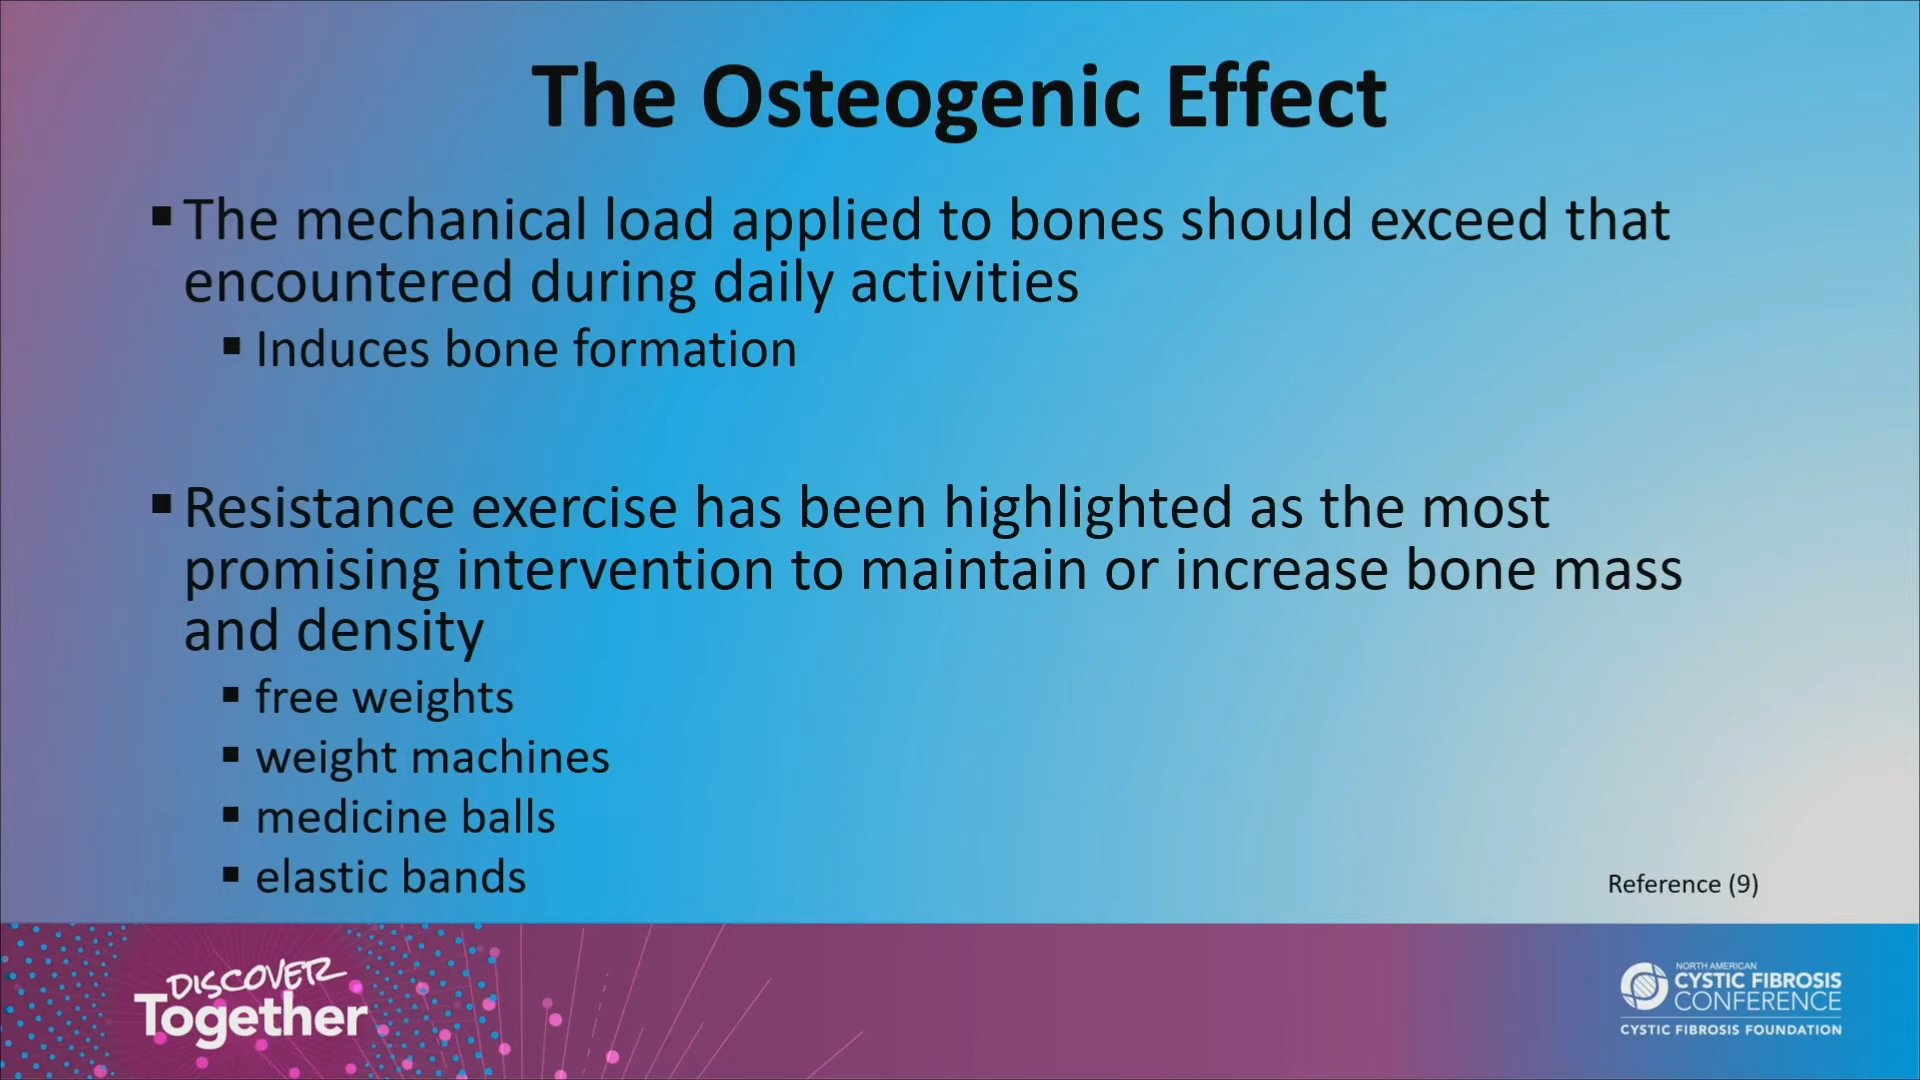 The Osteogenic Effect
▪ The mechanical load applied to bones should exceed that
encountered during daily activities
▪ Induces bone formation
▪ Resistance exercise has been highlighted as the most
promising intervention to maintain or increase bone mass
and density
▪ free weights
▪ weight machines
▪ medicine balls
▪ elastic bands
Reference (9)
DISCOVER
Together
NORTH AMERICAN
CYSTIC FIBROSIS
CONFERENCE
CYSTIC FIBROSIS FOUNDATION